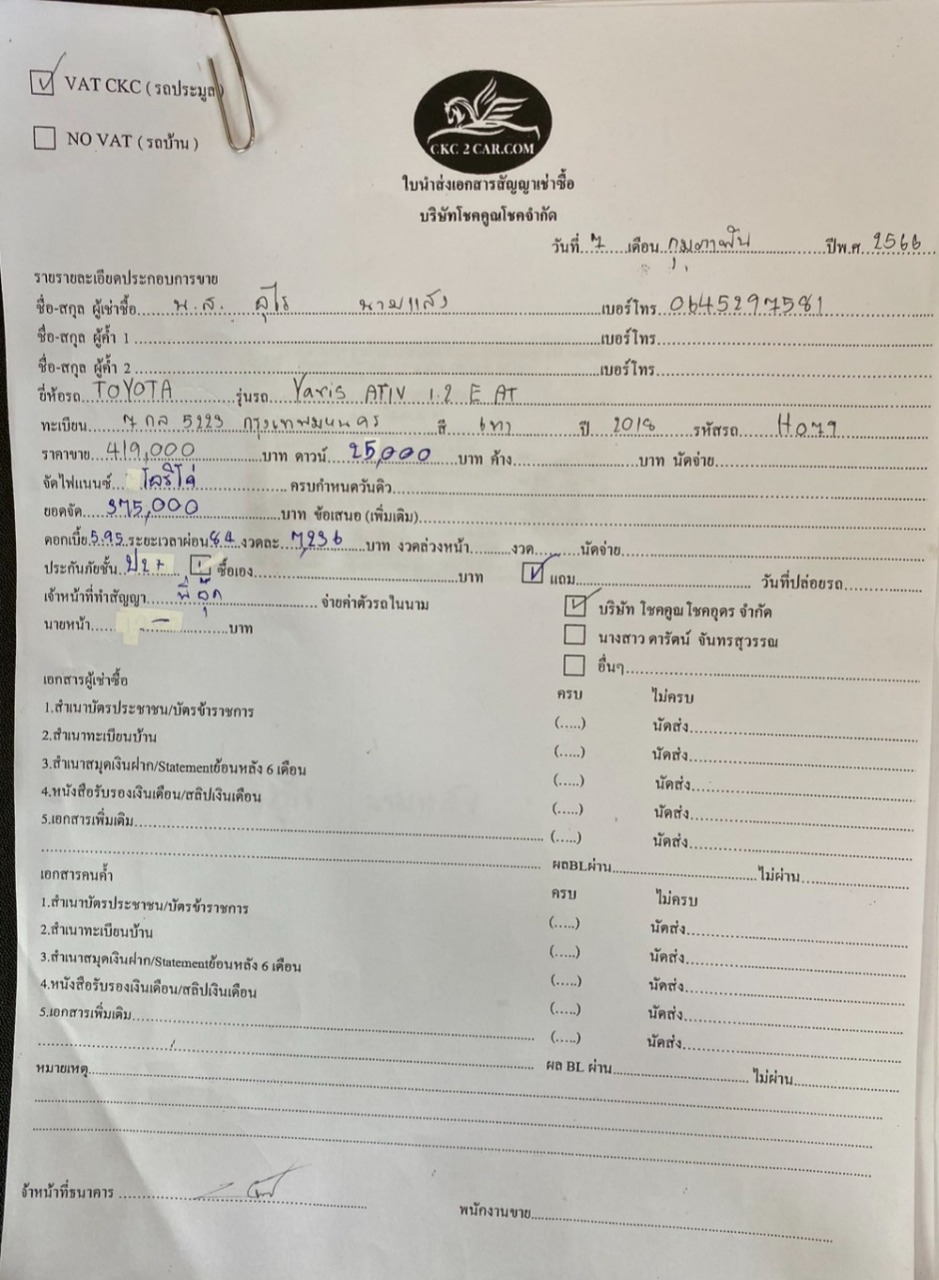 VAT CKC ( รถประมูล )
NO VAT ( รถบ้าน )
CKC 2 CAR.COM
ใบนำส่งเอกสารสัญญาเช่าซื้อ
บริษัทโชคคูณโชคจำกัด
วันที่ 7 เดือน กุมภาพัน ปีพ.ศ 2566
รายรายละเอียดประกอบการขาย
ชื่อ-สกุล ผู้เช่าซื้อ น.ส. สุไร นามแสง เบอร์โทร 0645297581
ชื่อ-สกุล ผู้ค้ำ 1 เบอร์โทร
ชื่อ-สกุล ผู้ค้ำ 2 เบอร์โทร
ยี่ห้อรถ TOYOTA รุ่นรถ Yaris ATIV 1.2 E AT
ทะเบียน 7 กล 5223 กรุงเทพมหานคร สี เทา ปี 2018 รหัสรถ H079
ราคาขาย 419,000 บาท ดาวน์ 25,000 บาท ค้าง บาท นัดจ่าย
จัดไฟแนนซ์ ครบกำหนดวันคิว
ยอดจัด 375,000 บาท ข้อเสนอ (เพิ่มเติม)
ดอกเบี้ย 5.95 ระยะเวลาผ่อน 84 งวดละ 7,236 บาท งวดล่วงหน้า งวด นัดจ่าย
ประกันภัยชั้น ป2+ ซื้อเอง บาท แถม วันที่ปล่อยรถ
เจ้าหน้าที่ทำสัญญา พี่อุ๊ก จ่ายค่าตัวรถในนาม บริษัท โชคคูณ โชคอุดร จำกัด
นายหน้า - บาท นางสาว ดารัตน์ จันทรสุวรรณ
อื่นๆ
เอกสารผู้เช่าซื้อ ครบ ไม่ครบ
1.สำเนาบัตรประชาชน/บัตรข้าราชการ (.....) นัดส่ง
2.สำเนาทะเบียนบ้าน (.....) นัดส่ง
3.สำเนาสมุดเงินฝาก/Statementย้อนหลัง 6 เดือน (.....) นัดส่ง
4.หนังสือรับรองเงินเดือน/สลิปเงินเดือน (.....) นัดส่ง
5.เอกสารเพิ่มเติม (.....) นัดส่ง
ผลBLผ่าน ไม่ผ่าน
เอกสารคนค้ำ ครบ ไม่ครบ
1.สำเนาบัตรประชาชน/บัตรข้าราชการ (.....) นัดส่ง
2.สำเนาทะเบียนบ้าน (.....) นัดส่ง
3.สำเนาสมุดเงินฝาก/Statementย้อนหลัง 6 เดือน (.....) นัดส่ง
4.หนังสือรับรองเงินเดือน/สลิปเงินเดือน (.....) นัดส่ง
5.เอกสารเพิ่มเติม (.....) นัดส่ง
ผล BL ผ่าน ไม่ผ่าน
หมายเหตุ
จ้าหน้าที่ธนาคาร
พนักงานขาย